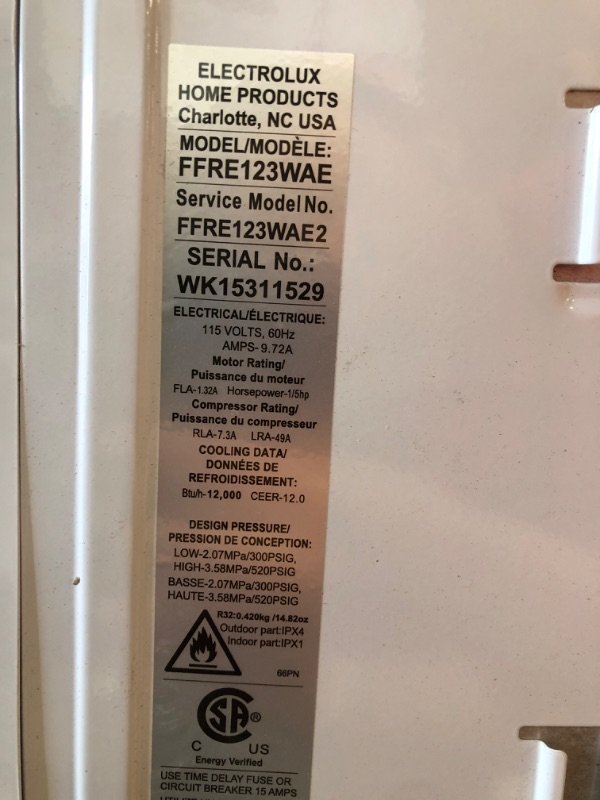 ELECTROLUX
HOME PRODUCTS
Charlotte, NC USA
MODEL/MODÈLE:
FFRE123WAE
Service Model No.
FFRE123WAE2
SERIAL No.:
WK15311529
ELECTRICAL/ÉLECTRIQUE:
115 VOLTS, 60Hz
AMPS-9.72A
Motor Rating/
Puissance du moteur
FLA-1.32A Horsepower-1/5hp
Compressor Rating/
Puissance du compresseur
RLA-7.3A LRA-49A
COOLING DATA/
DONNÉES DE
REFROIDISSEMENT:
Btu/h-12,000 CEER-12.0
DESIGN PRESSURE/
PRESSION DE CONCEPTION:
LOW-2.07MPa/300PSIG,
HIGH-3.58MPa/520PSIG
BASSE-2.07MPa/300PSIG,
HAUTE-3.58MPa/520PSIG
R32:0.420kg /14.82oz
Outdoor part:IPX4
Indoor part:IPX1
66PN
SA ®
C US
Energy Verified
USE TIME DELAY FUSE OR
CIRCUIT BREAKER 15 AMPS